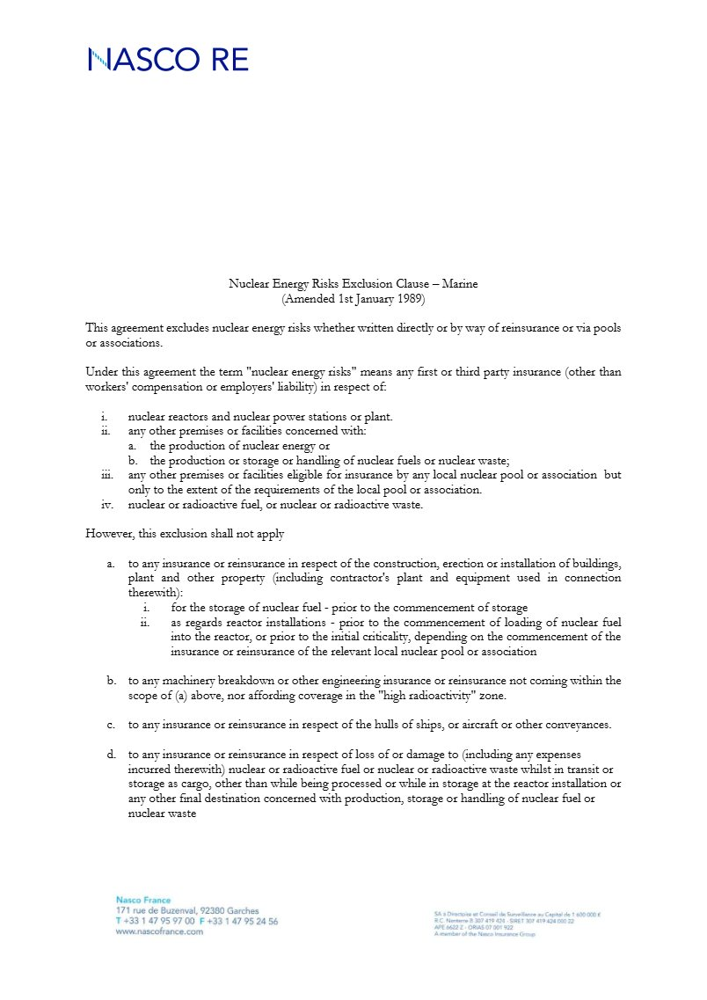 NASCO RE
Nuclear Energy Risks Exclusion Clause – Marine
(Amended 1st January 1989)
This agreement excludes nuclear energy risks whether written directly or by way of reinsurance or via pools
or associations.
Under this agreement the term "nuclear energy risks" means any first or third party insurance (other than
workers' compensation or employers' liability) in respect of:
i. nuclear reactors and nuclear power stations or plant.
ii. any other premises or facilities concerned with:
a. the production of nuclear energy or
b. the production or storage or handling of nuclear fuels or nuclear waste;
iii. any other premises or facilities eligible for insurance by any local nuclear pool or association but
only to the extent of the requirements of the local pool or association.
iv. nuclear or radioactive fuel, or nuclear or radioactive waste.
However, this exclusion shall not apply
a. to any insurance or reinsurance in respect of the construction, erection or installation of buildings,
plant and other property (including contractor's plant and equipment used in connection
therewith):
i. for the storage of nuclear fuel - prior to the commencement of storage
ii. as regards reactor installations - prior to the commencement of loading of nuclear fuel
into the reactor, or prior to the initial criticality, depending on the commencement of the
insurance or reinsurance of the relevant local nuclear pool or association
b. to any machinery breakdown or other engineering insurance or reinsurance not coming within the
scope of (a) above, nor affording coverage in the "high radioactivity" zone.
c. to any insurance or reinsurance in respect of the hulls of ships, or aircraft or other conveyances.
d. to any insurance or reinsurance in respect of loss of or damage to (including any expenses
incurred therewith) nuclear or radioactive fuel or nuclear or radioactive waste whilst in transit or
storage as cargo, other than while being processed or while in storage at the reactor installation or
any other final destination concerned with production, storage or handling of nuclear fuel or
nuclear waste
Nasco France
171 rue de Buzenval, 92380 Garches
T +33 1 47 95 97 00 F +33 1 47 95 24 56
www.nascofrance.com
SA à Directoire et Conseil de Surveillance au Capital de 1 600 000 €
R.C. Nanterre B 307 419 424 - SIRET 307 419 424 000 22
APE 6622 Z - ORIAS 07 001 922
A member of the Nasco Insurance Group